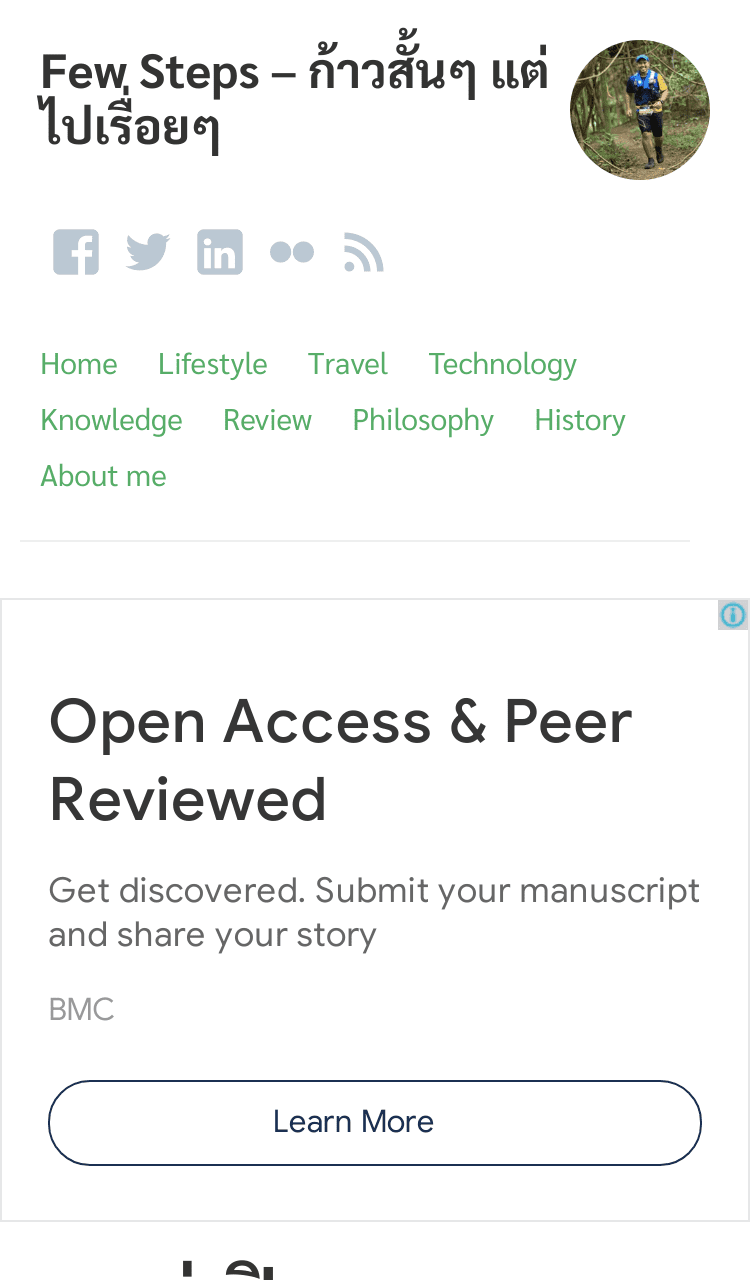 Few Steps – ก้าวสั้นๆ แต่
ไปเรื่อยๆ
Home Lifestyle Travel Technology
Knowledge Review Philosophy History
About me
Open Access & Peer
Reviewed
Get discovered. Submit your manuscript
and share your story
BMC
Learn More